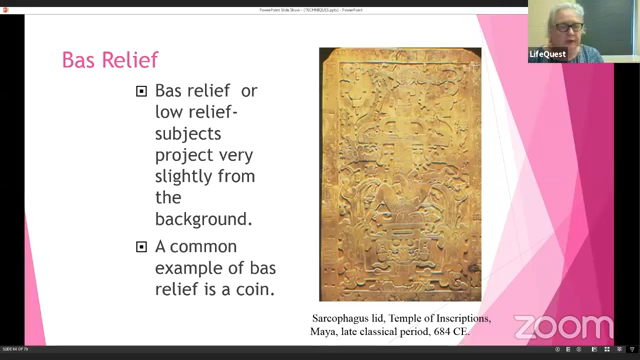 PowerPoint Slide Show - [TECHNIQUES.pptx] - PowerPoint
LifeQuest
Bas Relief
Bas relief or
low relief-
subjects
project very
slightly from
the
background.
A common
example of bas
relief is a coin.
Sarcophagus lid, Temple of Inscriptions,
Maya, late classical period, 684 CE.
zoom